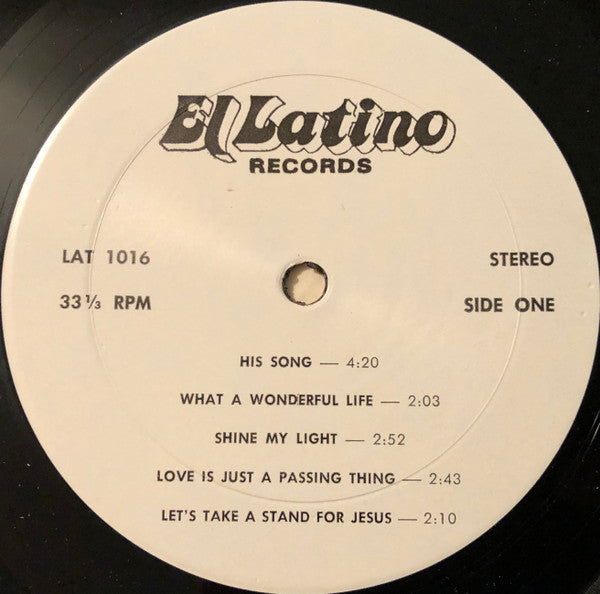 El Latino
RECORDS
LAT 1016
STEREO
33 ⅓ RPM
SIDE ONE
HIS SONG — 4:20
WHAT A WONDERFUL LIFE — 2:03
SHINE MY LIGHT — 2:52
LOVE IS JUST A PASSING THING — 2:43
LET'S TAKE A STAND FOR JESUS — 2:10